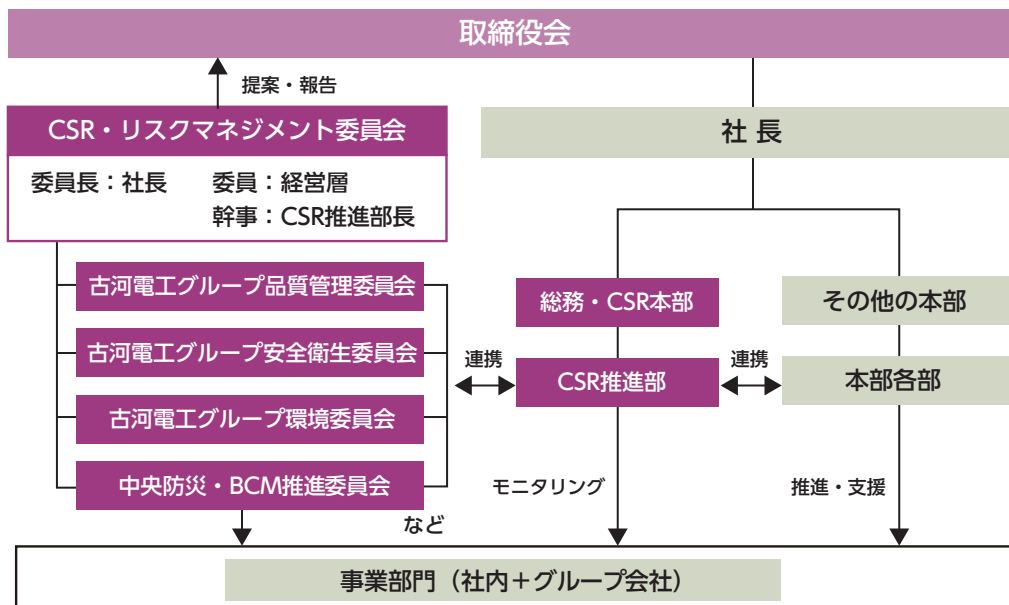 取締役会
提案・報告
CSR・リスクマネジメント委員会
委員長：社長　委員：経営層
幹事：CSR推進部長
社 長
古河電工グループ品質管理委員会
古河電工グループ安全衛生委員会
古河電工グループ環境委員会
中央防災・BCM推進委員会
など
連携
総務・CSR本部
CSR推進部
連携
その他の本部
本部各部
モニタリング
推進・支援
事業部門（社内＋グループ会社）